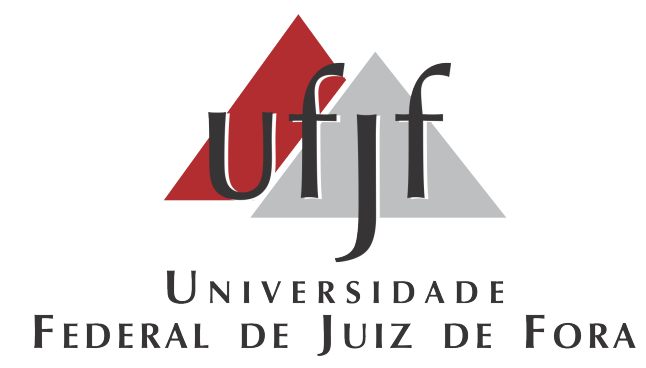 ufjf
UNIVERSIDADE
FEDERAL DE JUIZ DE FORA